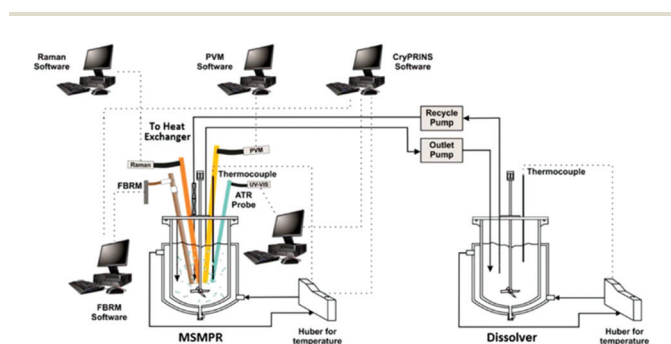 Raman
Software
PVM
Software
CryPRINS
Software
To Heat
Exchanger
Recycle
Pump
Outlet
Pump
Raman
PVM
FBRM
Thermocouple
UV-VIS
ATR
Probe
Thermocouple
FBRM
Software
MSMPR
Huber for
temperature
Dissolver
Huber for
temperature